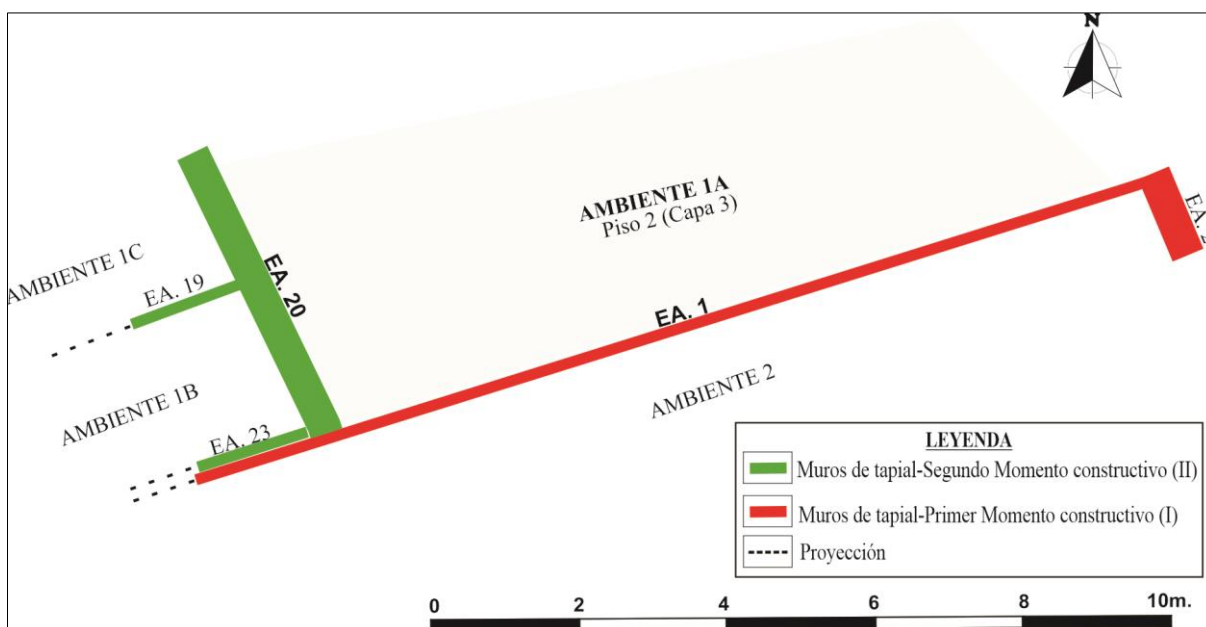 N
AMBIENTE 1A
Piso 2 (Capa 3)
EA. 2
AMBIENTE 1C
EA. 19
EA. 20
EA. 1
AMBIENTE 1B
EA. 23
AMBIENTE 2
LEYENDA
Muros de tapial-Segundo Momento constructivo (II)
Muros de tapial-Primer Momento constructivo (I)
Proyección
0 2 4 6 8 10m.